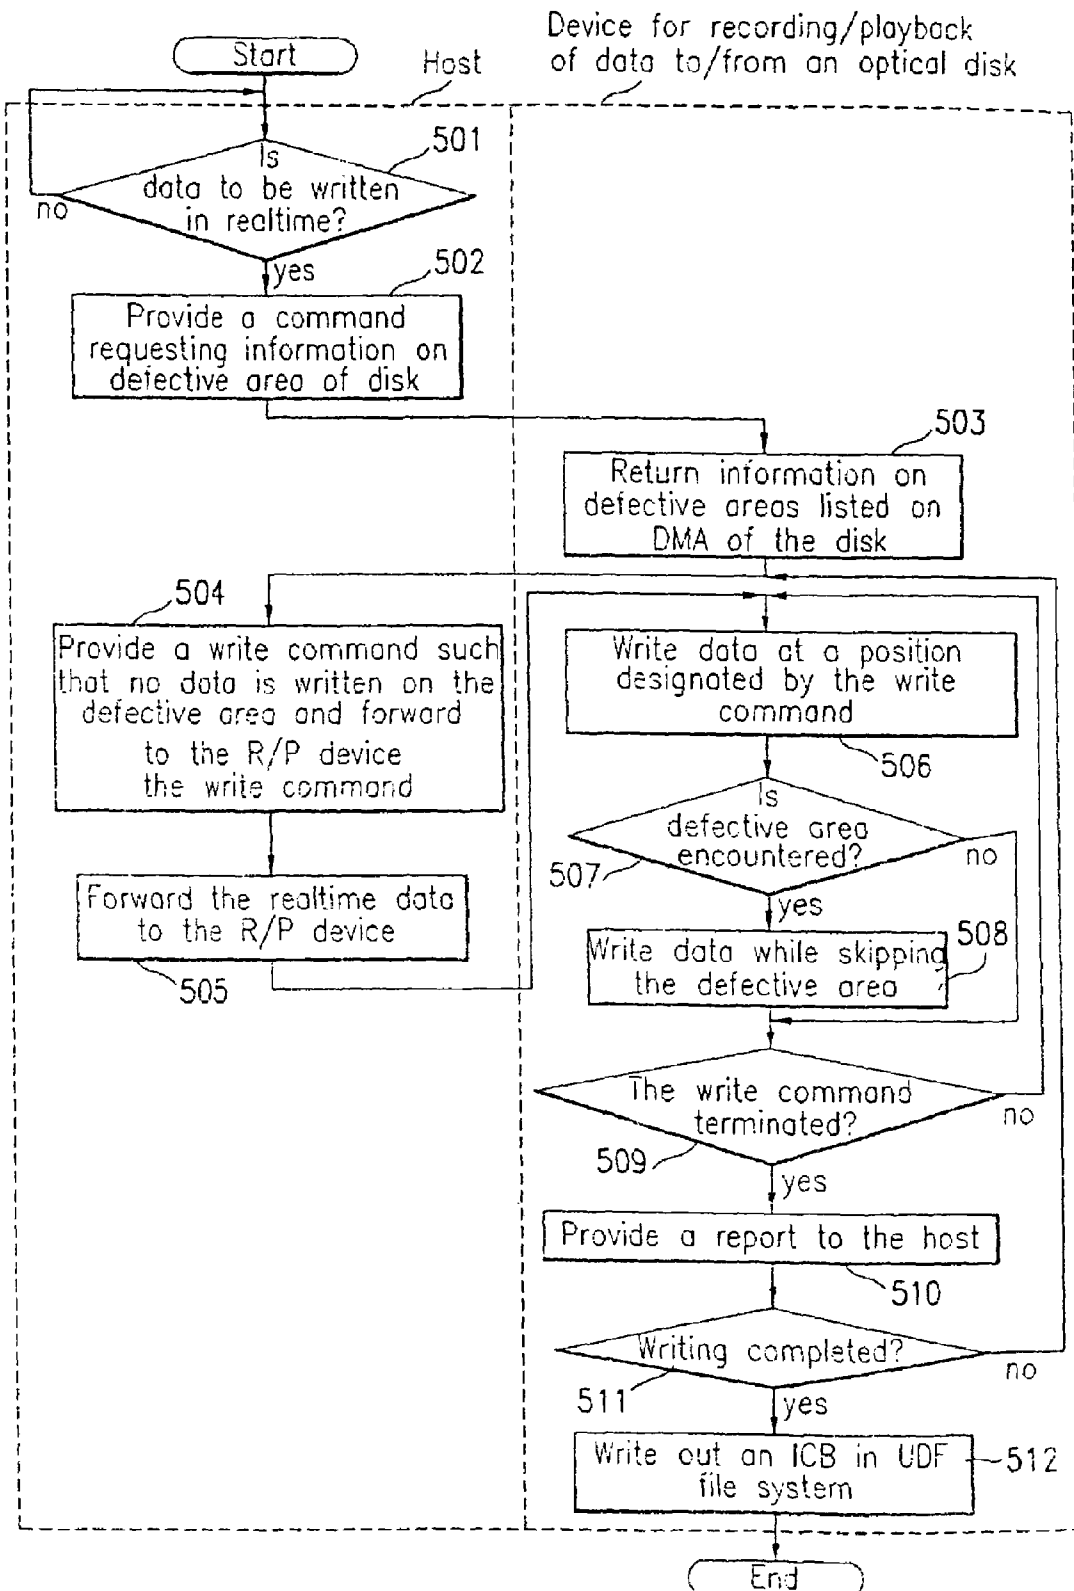 Start
Host
Device for recording/playback
of data to/from an optical disk
501
Is
data to be written
in realtime?
no
yes
502
Provide a command
requesting information on
defective area of disk
503
Return information on
defective areas listed on
DMA of the disk
504
Provide a write command such
that no data is written on the
defective area and forward
to the R/P device
the write command
Write data at a position
designated by the write
command
506
Is
defective area
encountered?
507
no
yes
Forward the realtime data
to the R/P device
505
508
Write data while skipping
the defective area
The write command
terminated?
no
509
yes
Provide a report to the host
510
Writing completed?
no
511
yes
Write out an ICB in UDF
file system
512
End